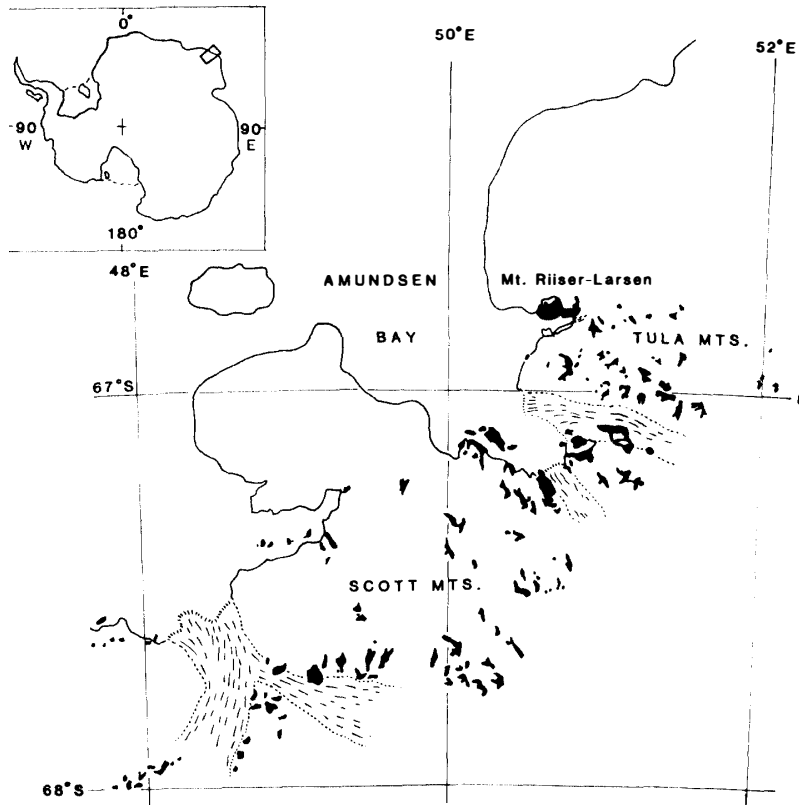 0°
90
W
90
E
180°
50°E
52°E
48°E
AMUNDSEN
BAY
Mt. Riiser-Larsen
TULA MTS.
67°S
SCOTT MTS.
68°S